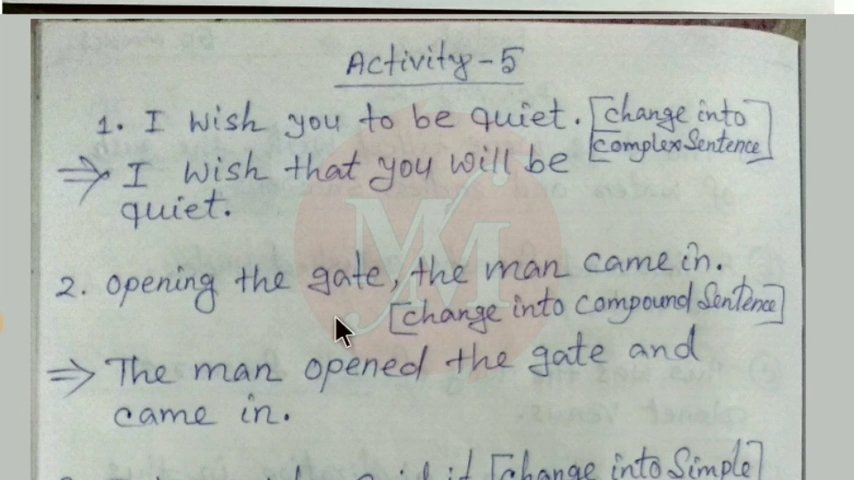 Activity-5
1. I wish you to be quiet. [change into
complex Sentence]
⇒ I wish that you will be
quiet.
2. opening the gate, the man came in.
[change into compound Sentence]
⇒ The man opened the gate and
came in.
[change into Simple]